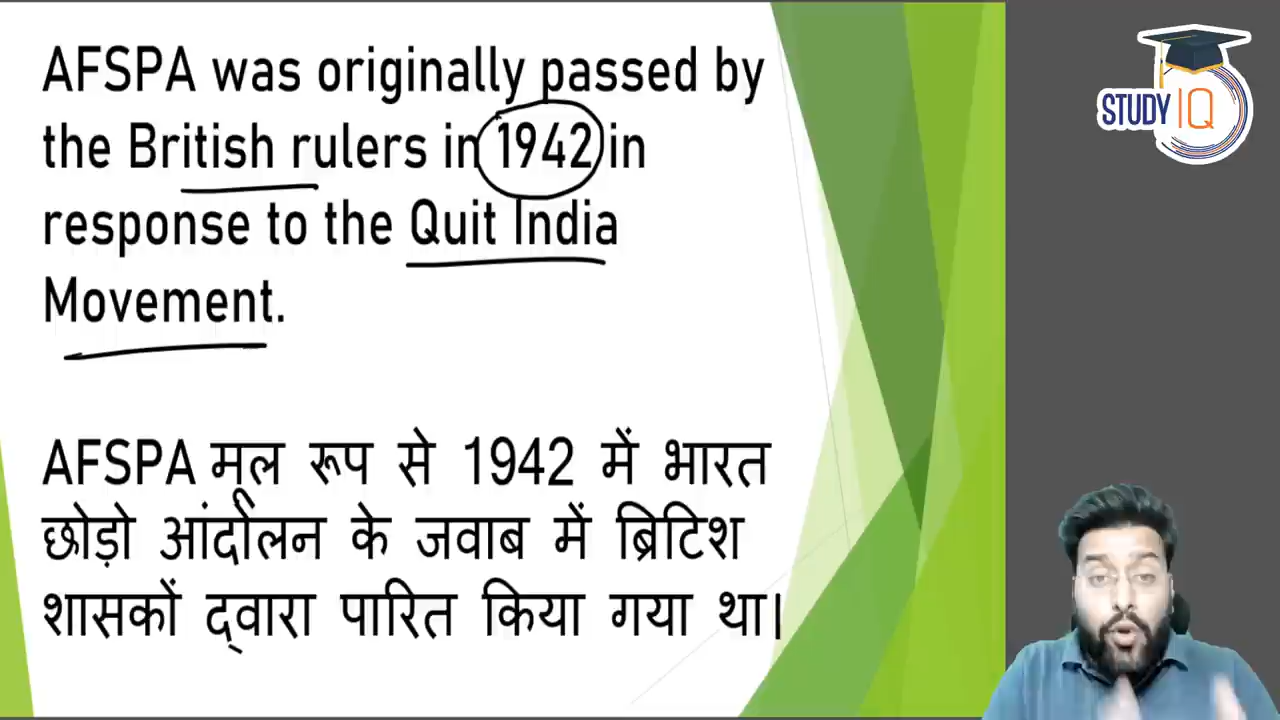 AFSPA was originally passed by
the British rulers in 1942 in
response to the Quit India
Movement.
AFSPA मूल रूप से 1942 में भारत
छोड़ो आंदोलन के जवाब में ब्रिटिश
शासकों द्वारा पारित किया गया था।
STUDY IQ